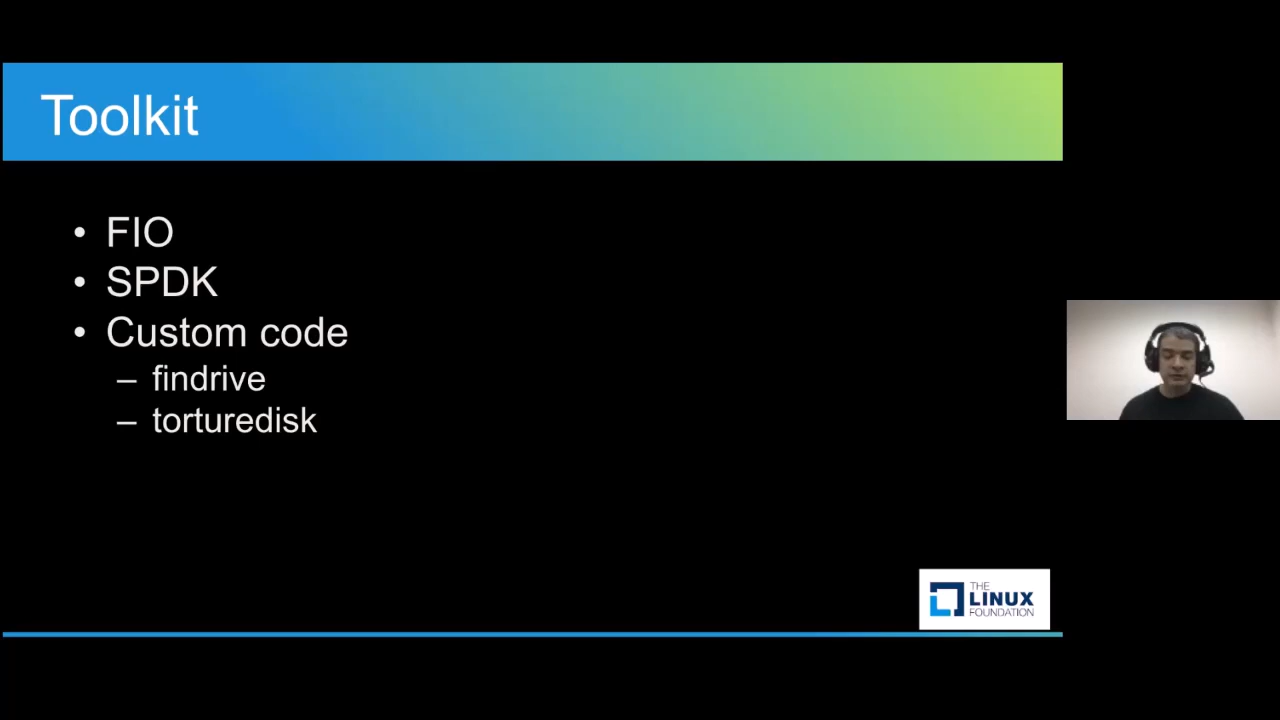 Toolkit
• FIO
• SPDK
• Custom code
– findrive
– torturedisk
THE
LINUX
FOUNDATION